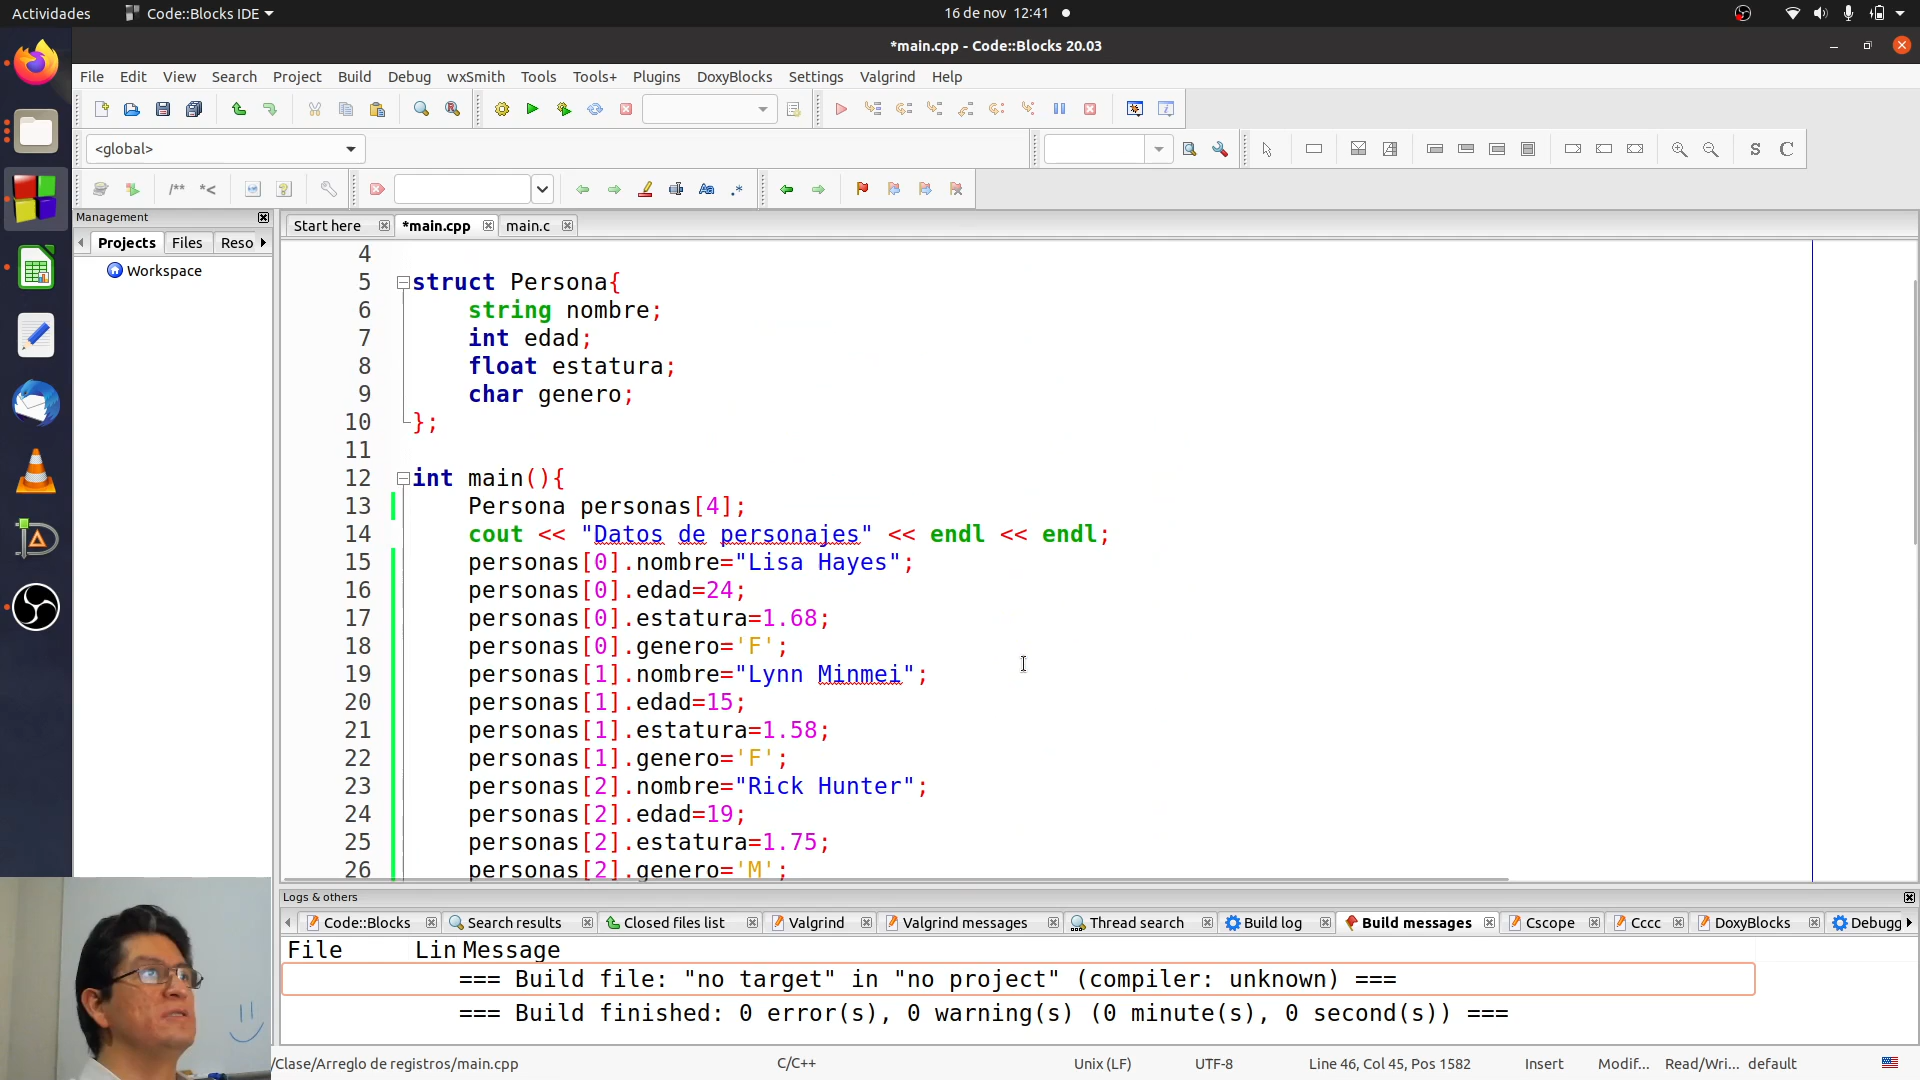 Actividades Code::Blocks IDE 16 de nov 12:41
*main.cpp - Code::Blocks 20.03
File Edit View Search Project Build Debug wxSmith Tools Tools+ Plugins DoxyBlocks Settings Valgrind Help
<global> S C
/** *< Aa .*
Management
Projects Files Reso
Workspace
Start here *main.cpp main.c
4
5 struct Persona{
6 string nombre;
7 int edad;
8 float estatura;
9 char genero;
10 };
11
12 int main(){
13 Persona personas[4];
14 cout << "Datos de personajes" << endl << endl;
15 personas[0].nombre="Lisa Hayes";
16 personas[0].edad=24;
17 personas[0].estatura=1.68;
18 personas[0].genero='F';
19 personas[1].nombre="Lynn Minmei";
20 personas[1].edad=15;
21 personas[1].estatura=1.58;
22 personas[1].genero='F';
23 personas[2].nombre="Rick Hunter";
24 personas[2].edad=19;
25 personas[2].estatura=1.75;
26 personas[2].genero='M';
Logs & others
Code::Blocks Search results Closed files list Valgrind Valgrind messages Thread search Build log Build messages Cscope Cccc DoxyBlocks Debugg
File Lin Message
=== Build file: "no target" in "no project" (compiler: unknown) ===
=== Build finished: 0 error(s), 0 warning(s) (0 minute(s), 0 second(s)) ===
/Clase/Arreglo de registros/main.cpp C/C++ Unix (LF) UTF-8 Line 46, Col 45, Pos 1582 Insert Modif... Read/Wri... default